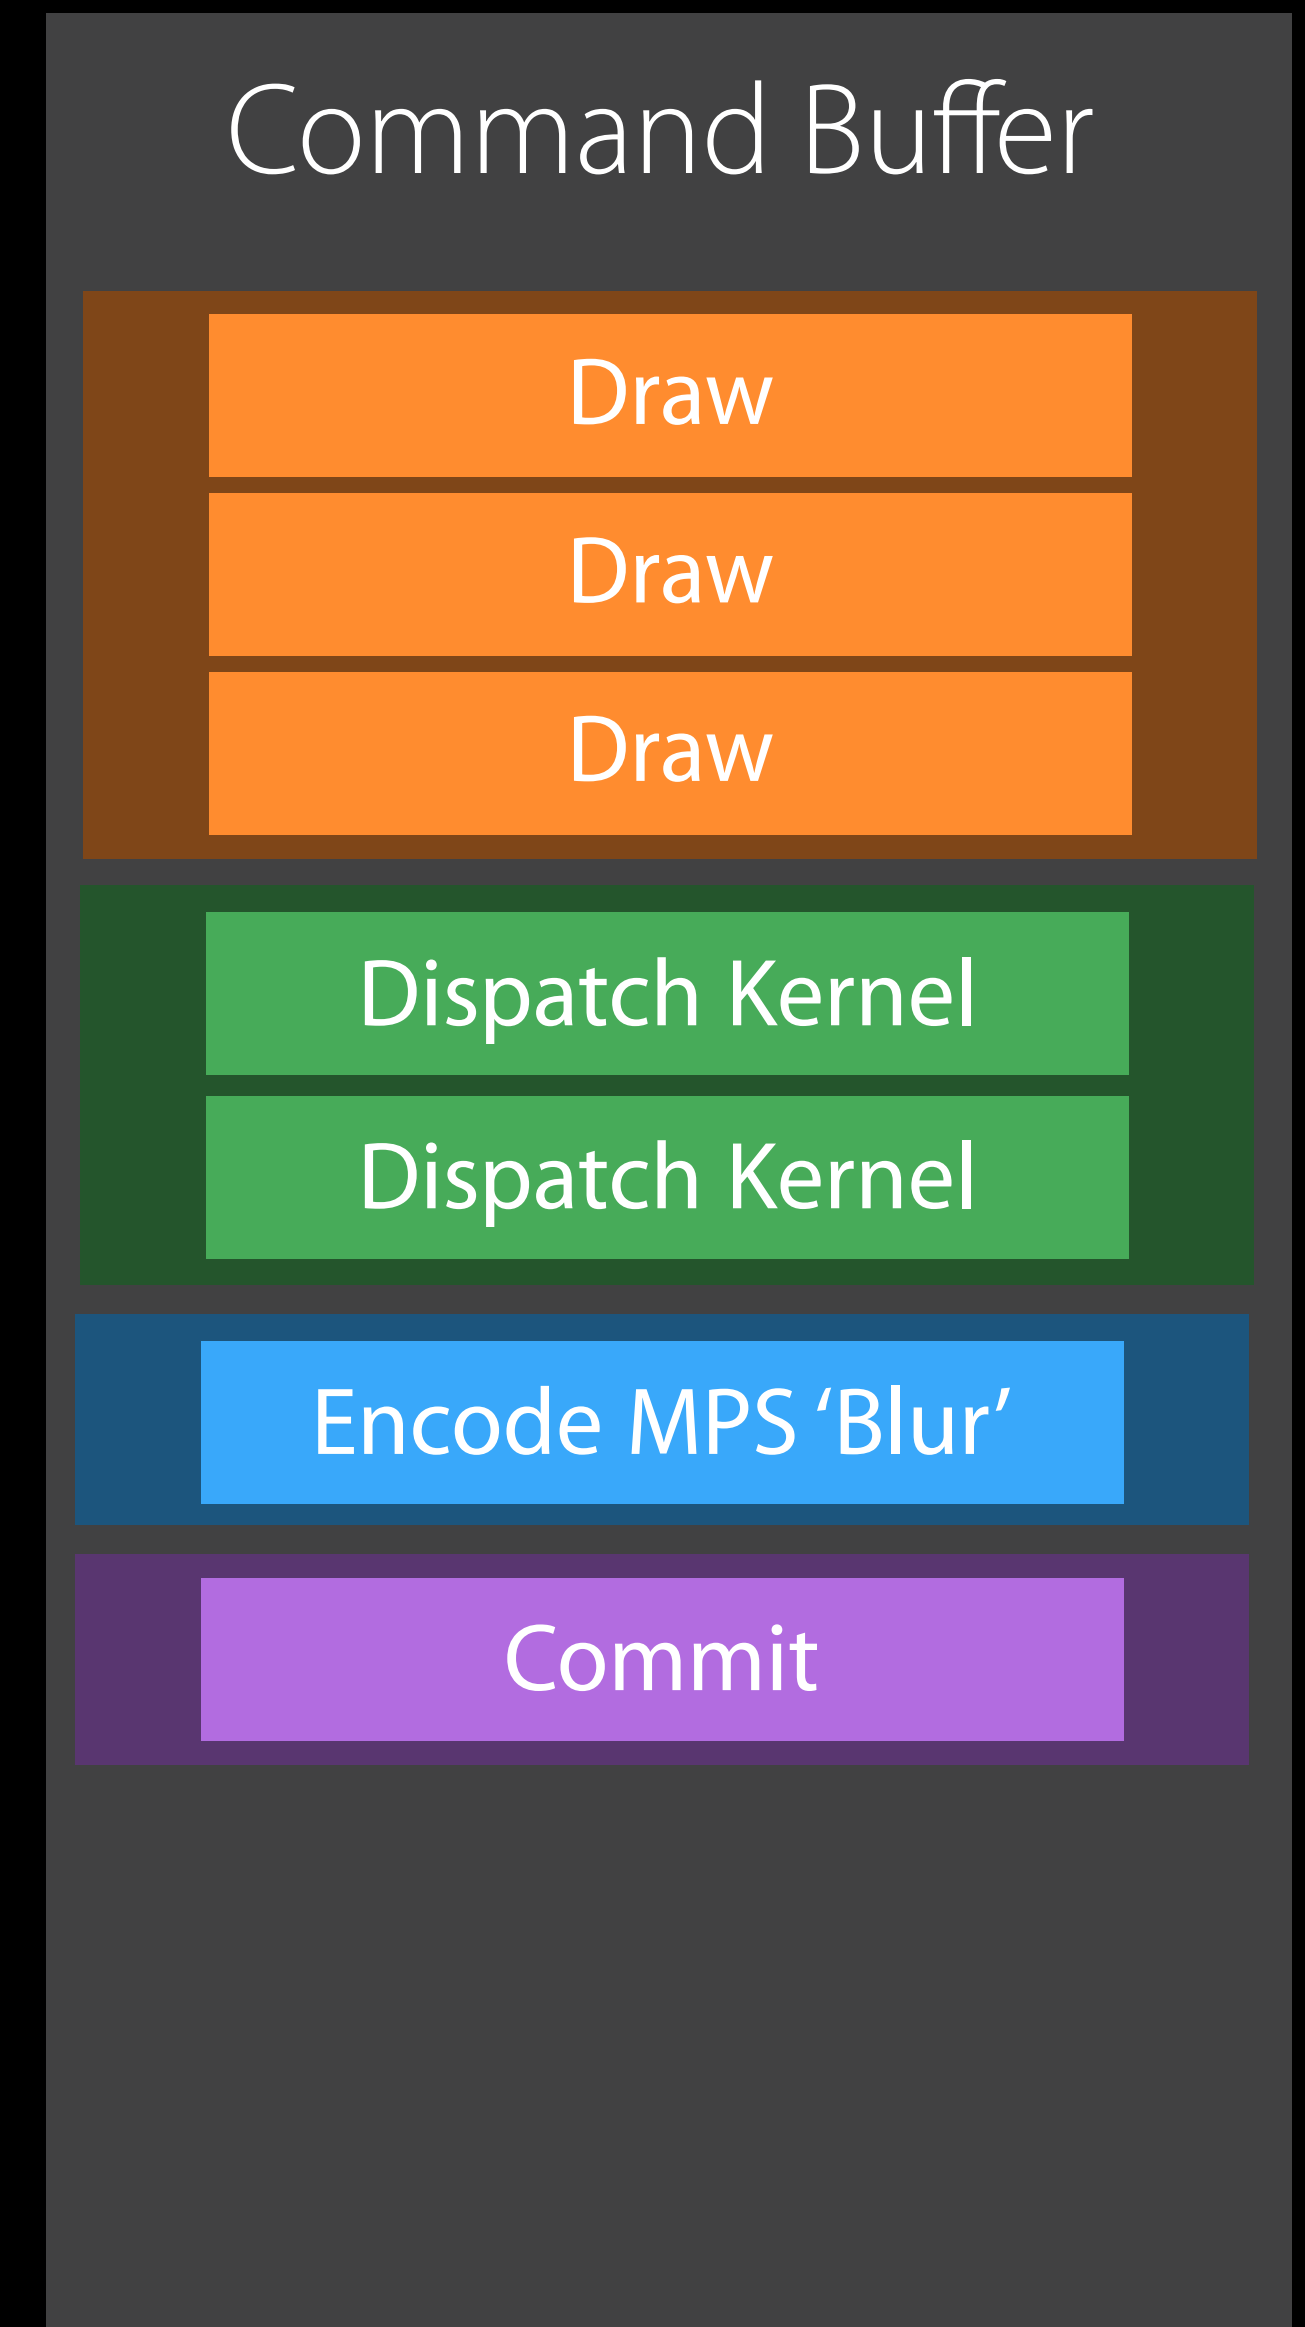 Command Buffer
Draw
Draw
Draw
Dispatch Kernel
Dispatch Kernel
Encode MPS ‘Blur’
Commit